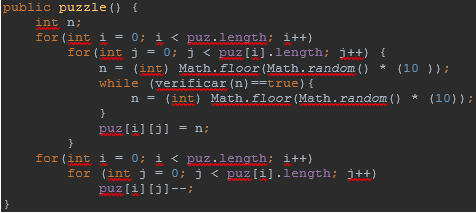 public puzzle() {
    int n;
    for(int i = 0; i < puz.length; i++)
        for(int j = 0; j < puz[i].length; j++) {
            n = (int) Math.floor(Math.random() * (10 ));
            while (verificar(n)==true){
                n = (int) Math.floor(Math.random() * (10));
            }
            puz[i][j] = n;
        }
    for(int i = 0; i < puz.length; i++)
        for (int j = 0; j < puz[i].length; j++)
            puz[i][j]--;
}